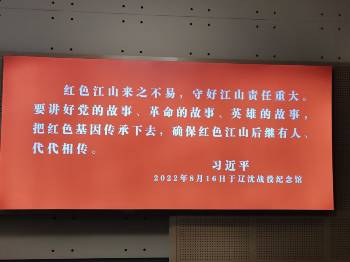 红色江山来之不易，守好江山责任重大。
要讲好党的故事、革命的故事、英雄的故事，
把红色基因传承下去，确保红色江山后继有人、
代代相传。
习近平
2022年8月16日于辽沈战役纪念馆